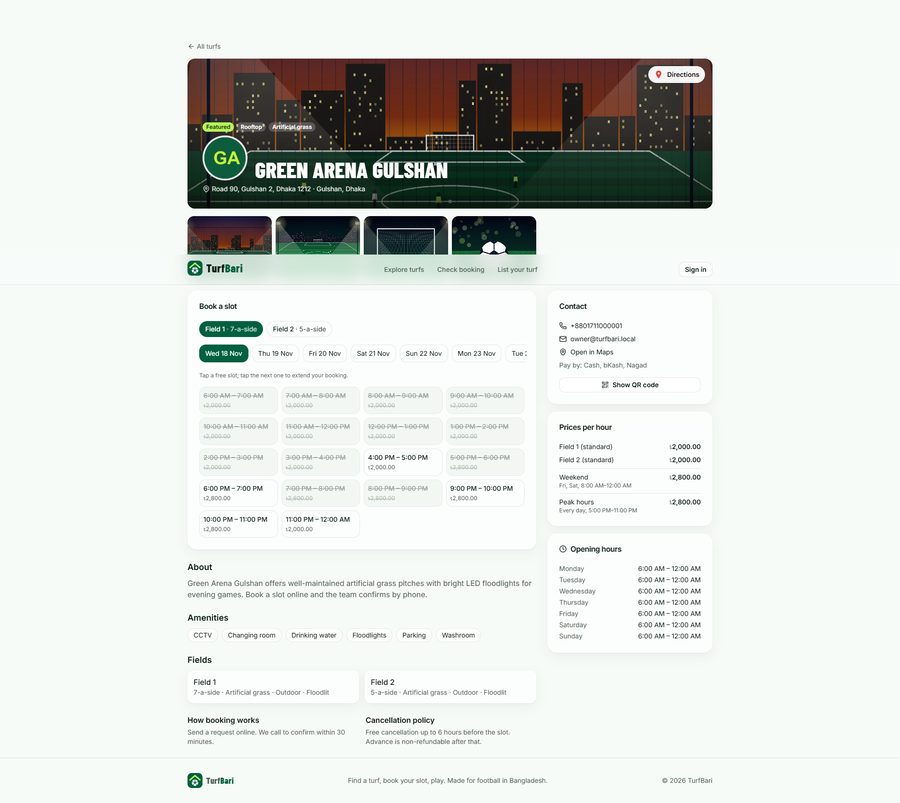 ← All turfs
Directions
Featured
Rooftop
Artificial grass
GA
GREEN ARENA GULSHAN
Road 90, Gulshan 2, Dhaka 1212 · Gulshan, Dhaka
TurfBari
Explore turfs
Check booking
List your turf
Sign in
Book a slot
Field 1 · 7-a-side
Field 2 · 5-a-side
Wed 18 Nov
Thu 19 Nov
Fri 20 Nov
Sat 21 Nov
Sun 22 Nov
Mon 23 Nov
Tue
Tap a free slot; tap the next one to extend your booking.
6:00 AM – 7:00 AM
৳2,000.00
7:00 AM – 8:00 AM
৳2,000.00
8:00 AM – 9:00 AM
৳2,000.00
9:00 AM – 10:00 AM
৳2,000.00
10:00 AM – 11:00 AM
৳2,000.00
11:00 AM – 12:00 PM
৳2,000.00
12:00 PM – 1:00 PM
৳2,000.00
1:00 PM – 2:00 PM
৳2,000.00
2:00 PM – 3:00 PM
৳2,000.00
3:00 PM – 4:00 PM
৳2,000.00
4:00 PM – 5:00 PM
৳2,000.00
5:00 PM – 6:00 PM
৳2,800.00
6:00 PM – 7:00 PM
৳2,800.00
7:00 PM – 8:00 PM
৳2,800.00
8:00 PM – 9:00 PM
৳2,800.00
9:00 PM – 10:00 PM
৳2,800.00
10:00 PM – 11:00 PM
৳2,800.00
11:00 PM – 12:00 AM
৳2,000.00
Contact
+8801711000001
owner@turfbari.local
Open in Maps
Pay by: Cash, bKash, Nagad
Show QR code
Prices per hour
Field 1 (standard) ৳2,000.00
Field 2 (standard) ৳2,000.00
Weekend ৳2,800.00
Fri, Sat, 8:00 AM–12:00 AM
Peak hours ৳2,800.00
Every day, 5:00 PM–11:00 PM
Opening hours
Monday 6:00 AM – 12:00 AM
Tuesday 6:00 AM – 12:00 AM
Wednesday 6:00 AM – 12:00 AM
Thursday 6:00 AM – 12:00 AM
Friday 6:00 AM – 12:00 AM
Saturday 6:00 AM – 12:00 AM
Sunday 6:00 AM – 12:00 AM
About
Green Arena Gulshan offers well-maintained artificial grass pitches with bright LED floodlights for
evening games. Book a slot online and the team confirms by phone.
Amenities
CCTV
Changing room
Drinking water
Floodlights
Parking
Washroom
Fields
Field 1
7-a-side · Artificial grass · Outdoor · Floodlit
Field 2
5-a-side · Artificial grass · Outdoor · Floodlit
How booking works
Send a request online. We call to confirm within 30
minutes.
Cancellation policy
Free cancellation up to 6 hours before the slot.
Advance is non-refundable after that.
TurfBari
Find a turf, book your slot, play. Made for football in Bangladesh.
© 2026 TurfBari